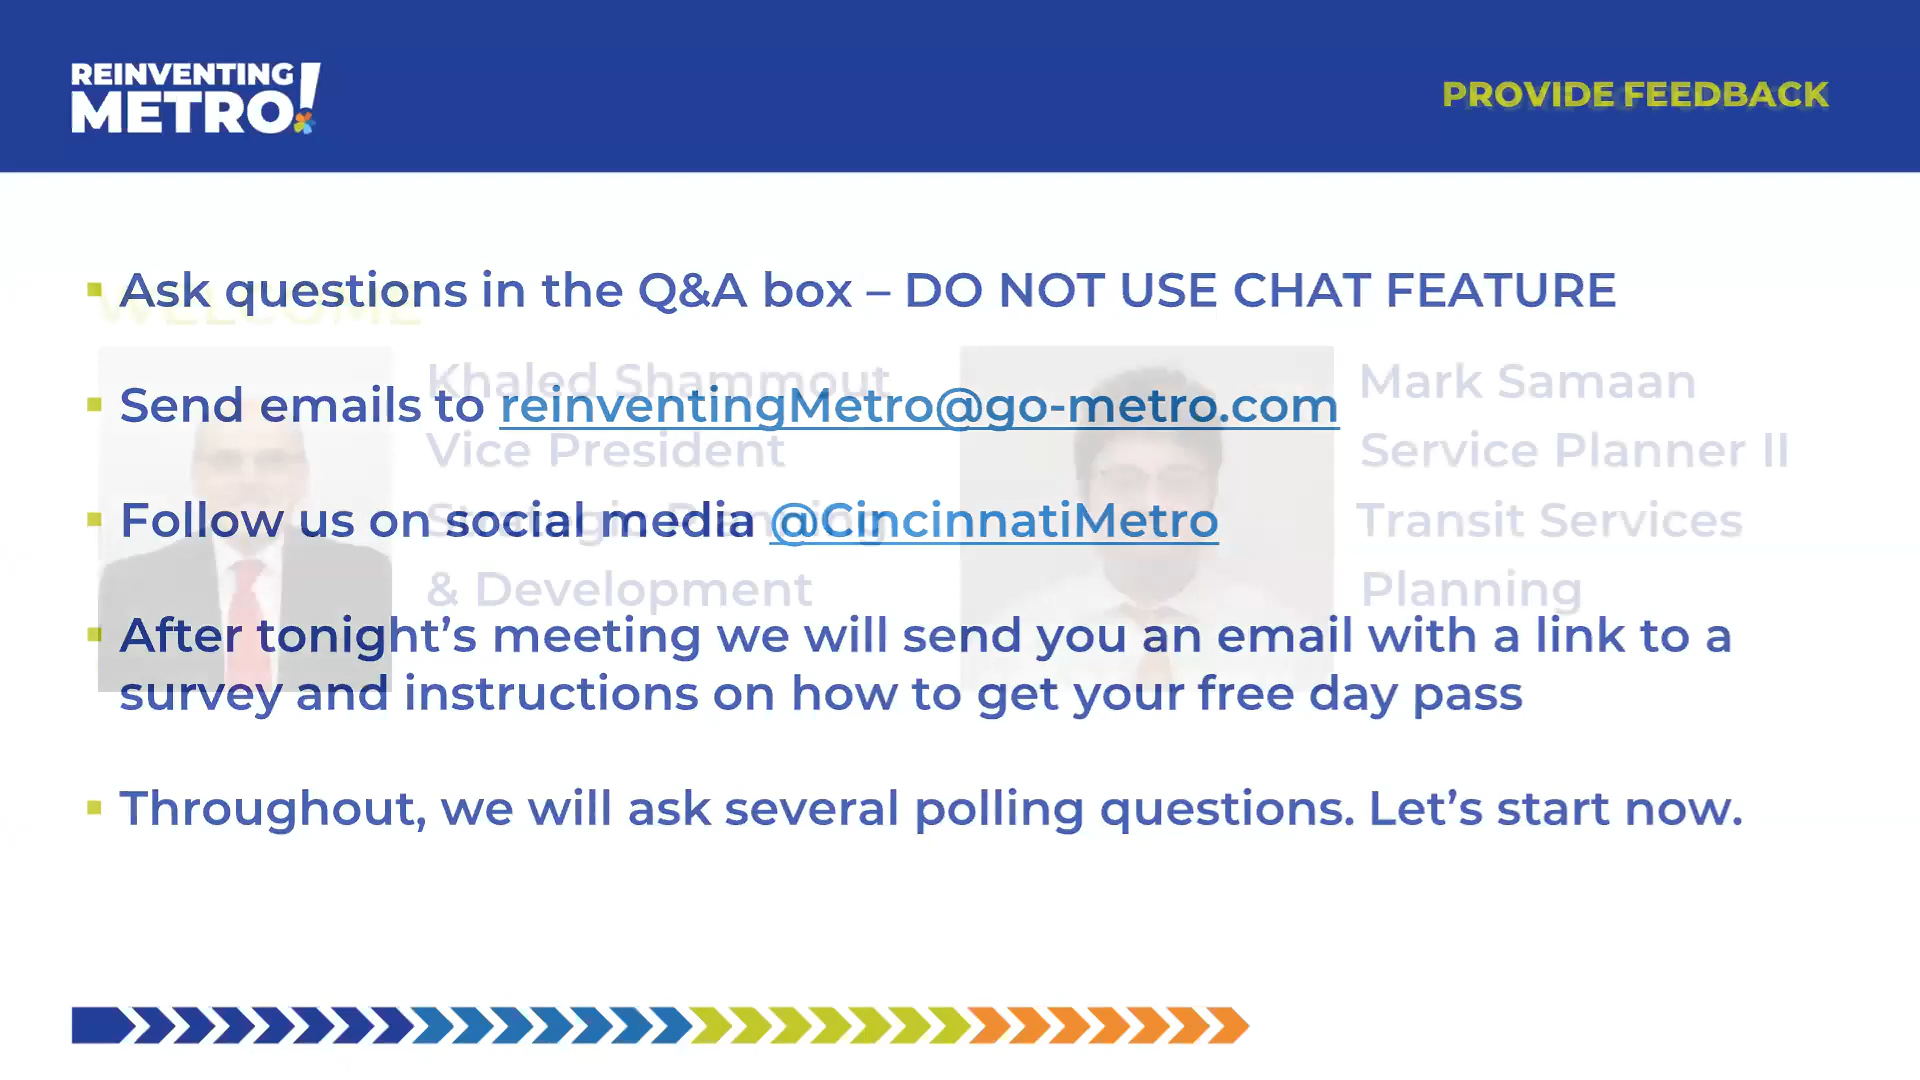 REINVENTING
METRO!
PROVIDE FEEDBACK
WELCOME
▪ Ask questions in the Q&A box – DO NOT USE CHAT FEATURE
▪ Send emails to reinventingMetro@go-metro.com
▪ Follow us on social media @CincinnatiMetro
▪ After tonight’s meeting we will send you an email with a link to a
survey and instructions on how to get your free day pass
▪ Throughout, we will ask several polling questions. Let’s start now.
Khaled Shammout
Vice President
Strategic Planning
& Development
Mark Samaan
Service Planner II
Transit Services
Planning